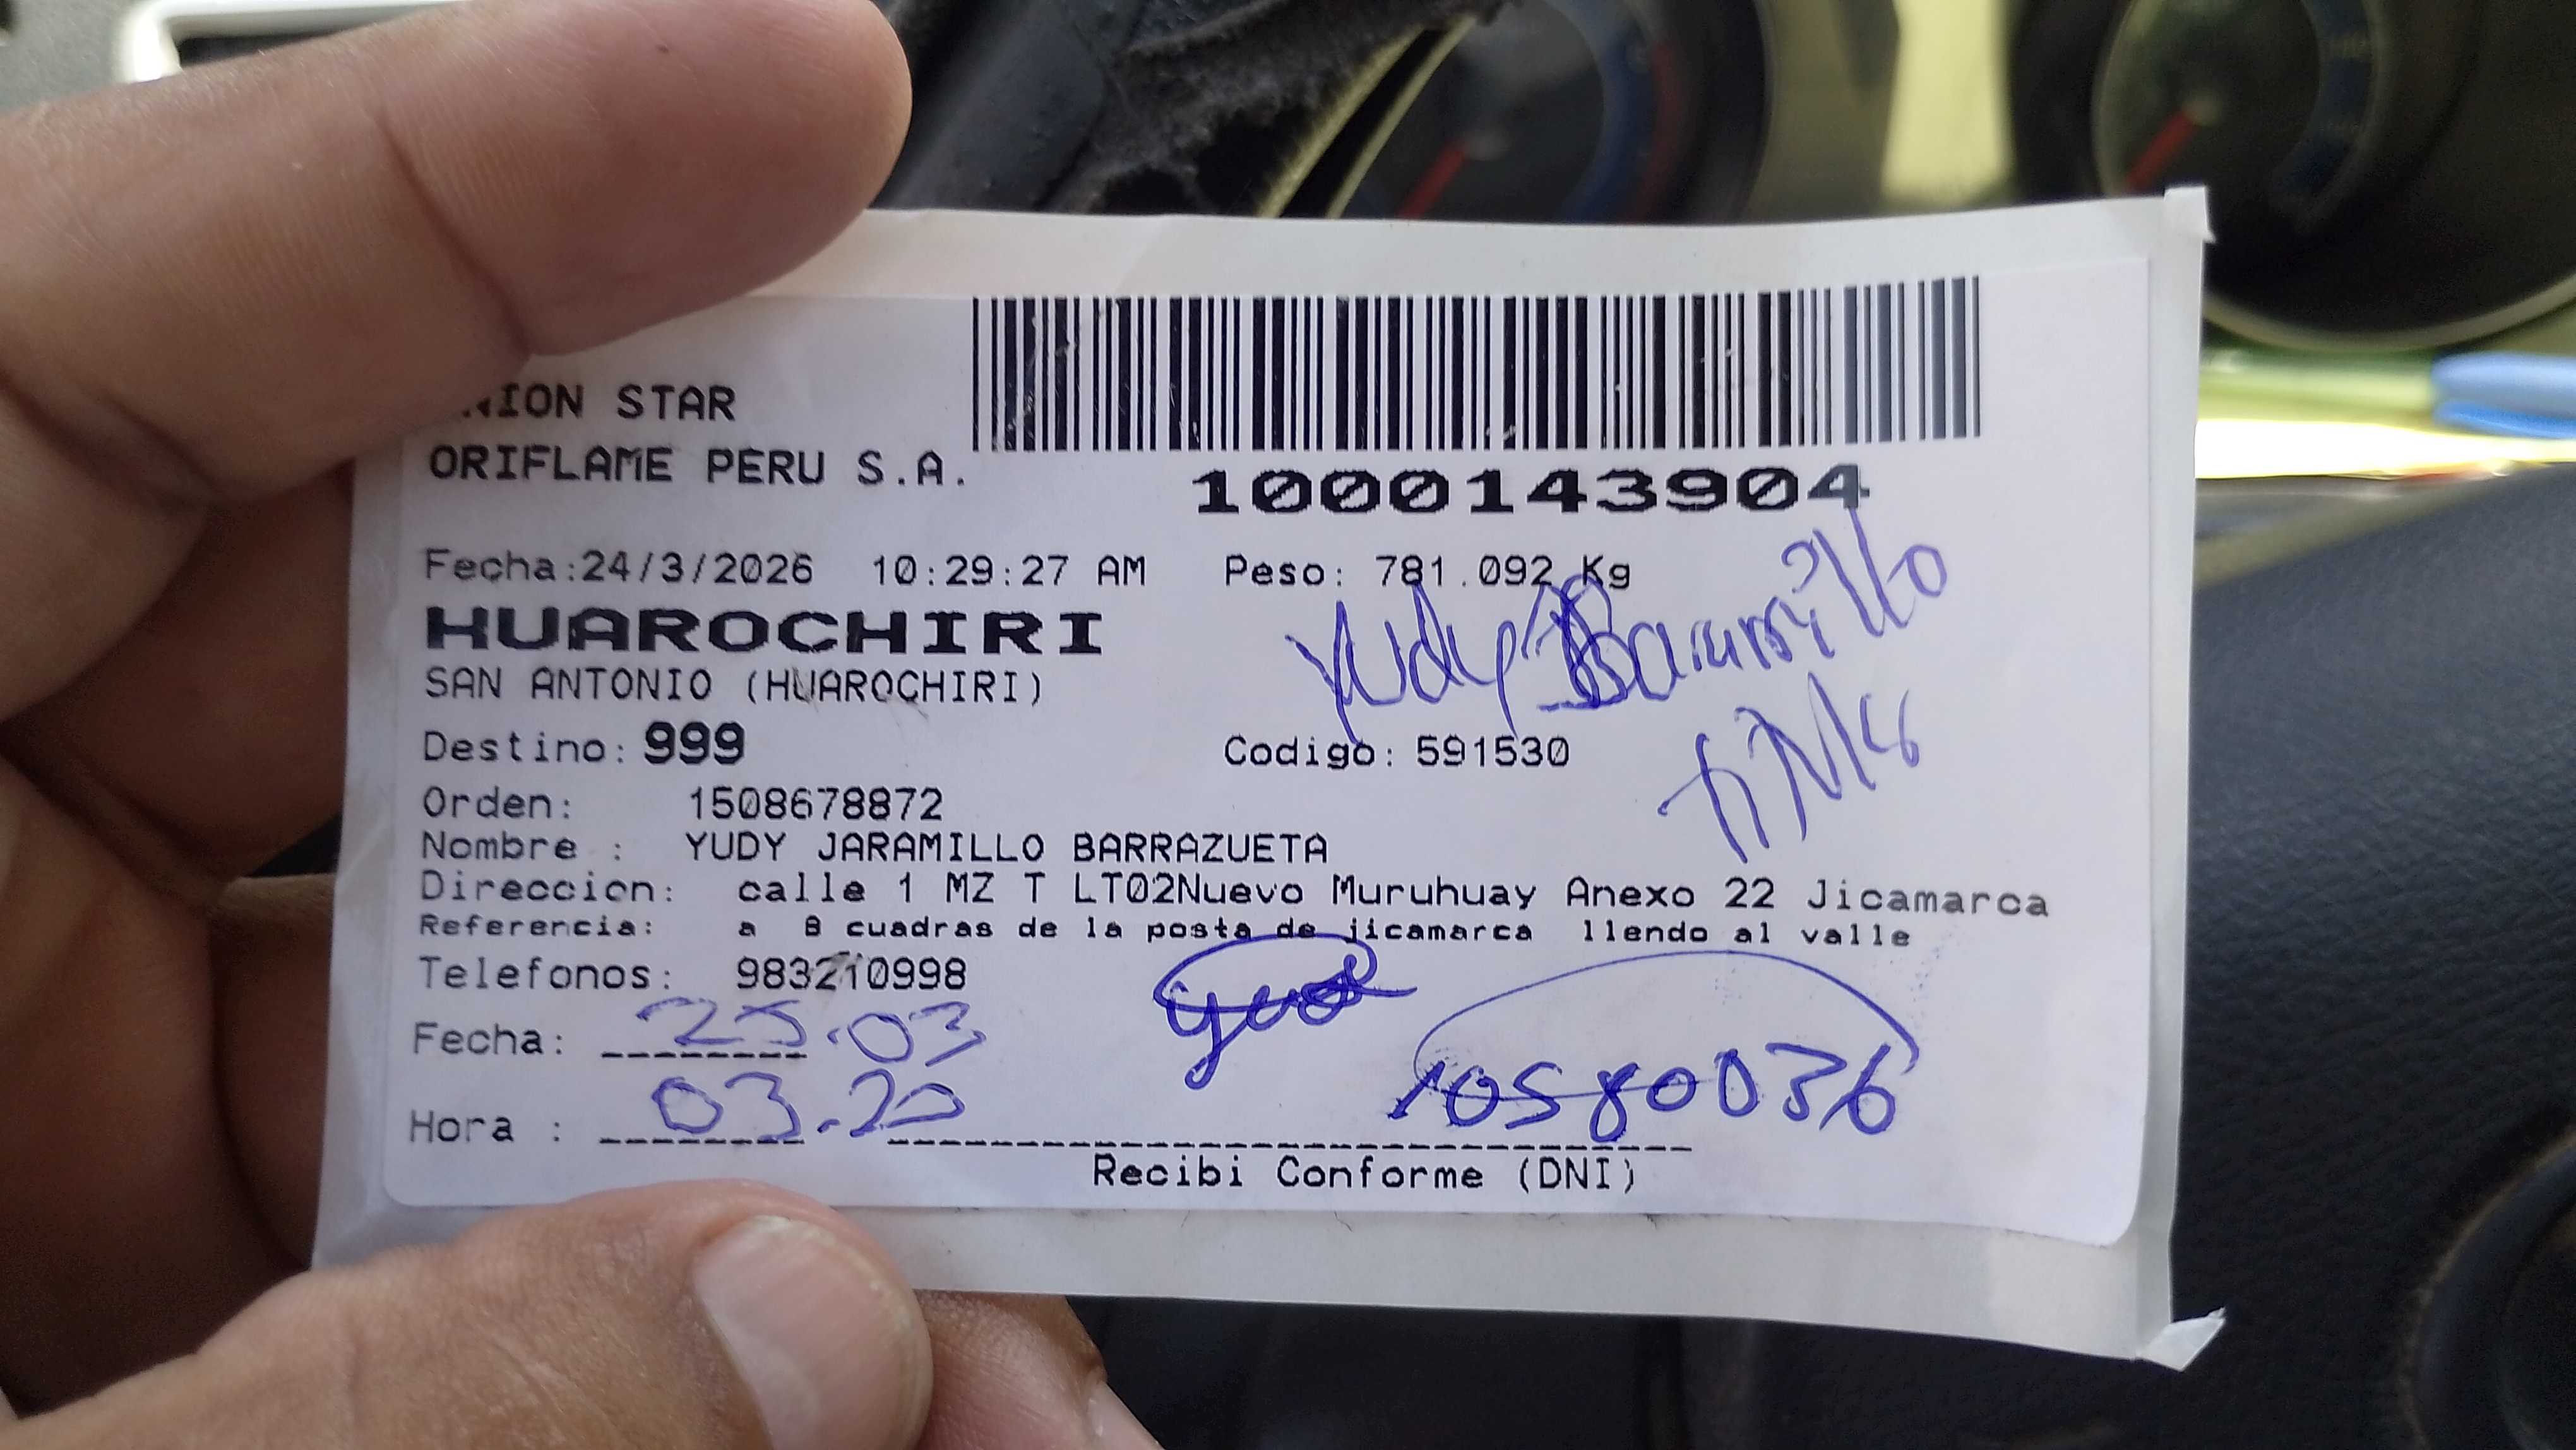 NION STAR
ORIFLAME PERU S.A.
1000143904
Fecha:24/3/2026 10:29:27 AM Peso: 781.092 Kg
HUAROCHIRI
SAN ANTONIO (HUAROCHIRI)
Yudy
Destino: 999 Codigo: 591530
Orden: 1508678872
Nombre : YUDY JARAMILLO BARRAZUETA
Direccion: calle 1 MZ T LT02Nuevo Muruhuay Anexo 22 Jicamarca
Referencia: a 8 cuadras de la posta de jicamarca llendo al valle
Telefonos: 983210998
Fecha: 25.03
Hora : 03.20 10580036
Recibi Conforme (DNI)